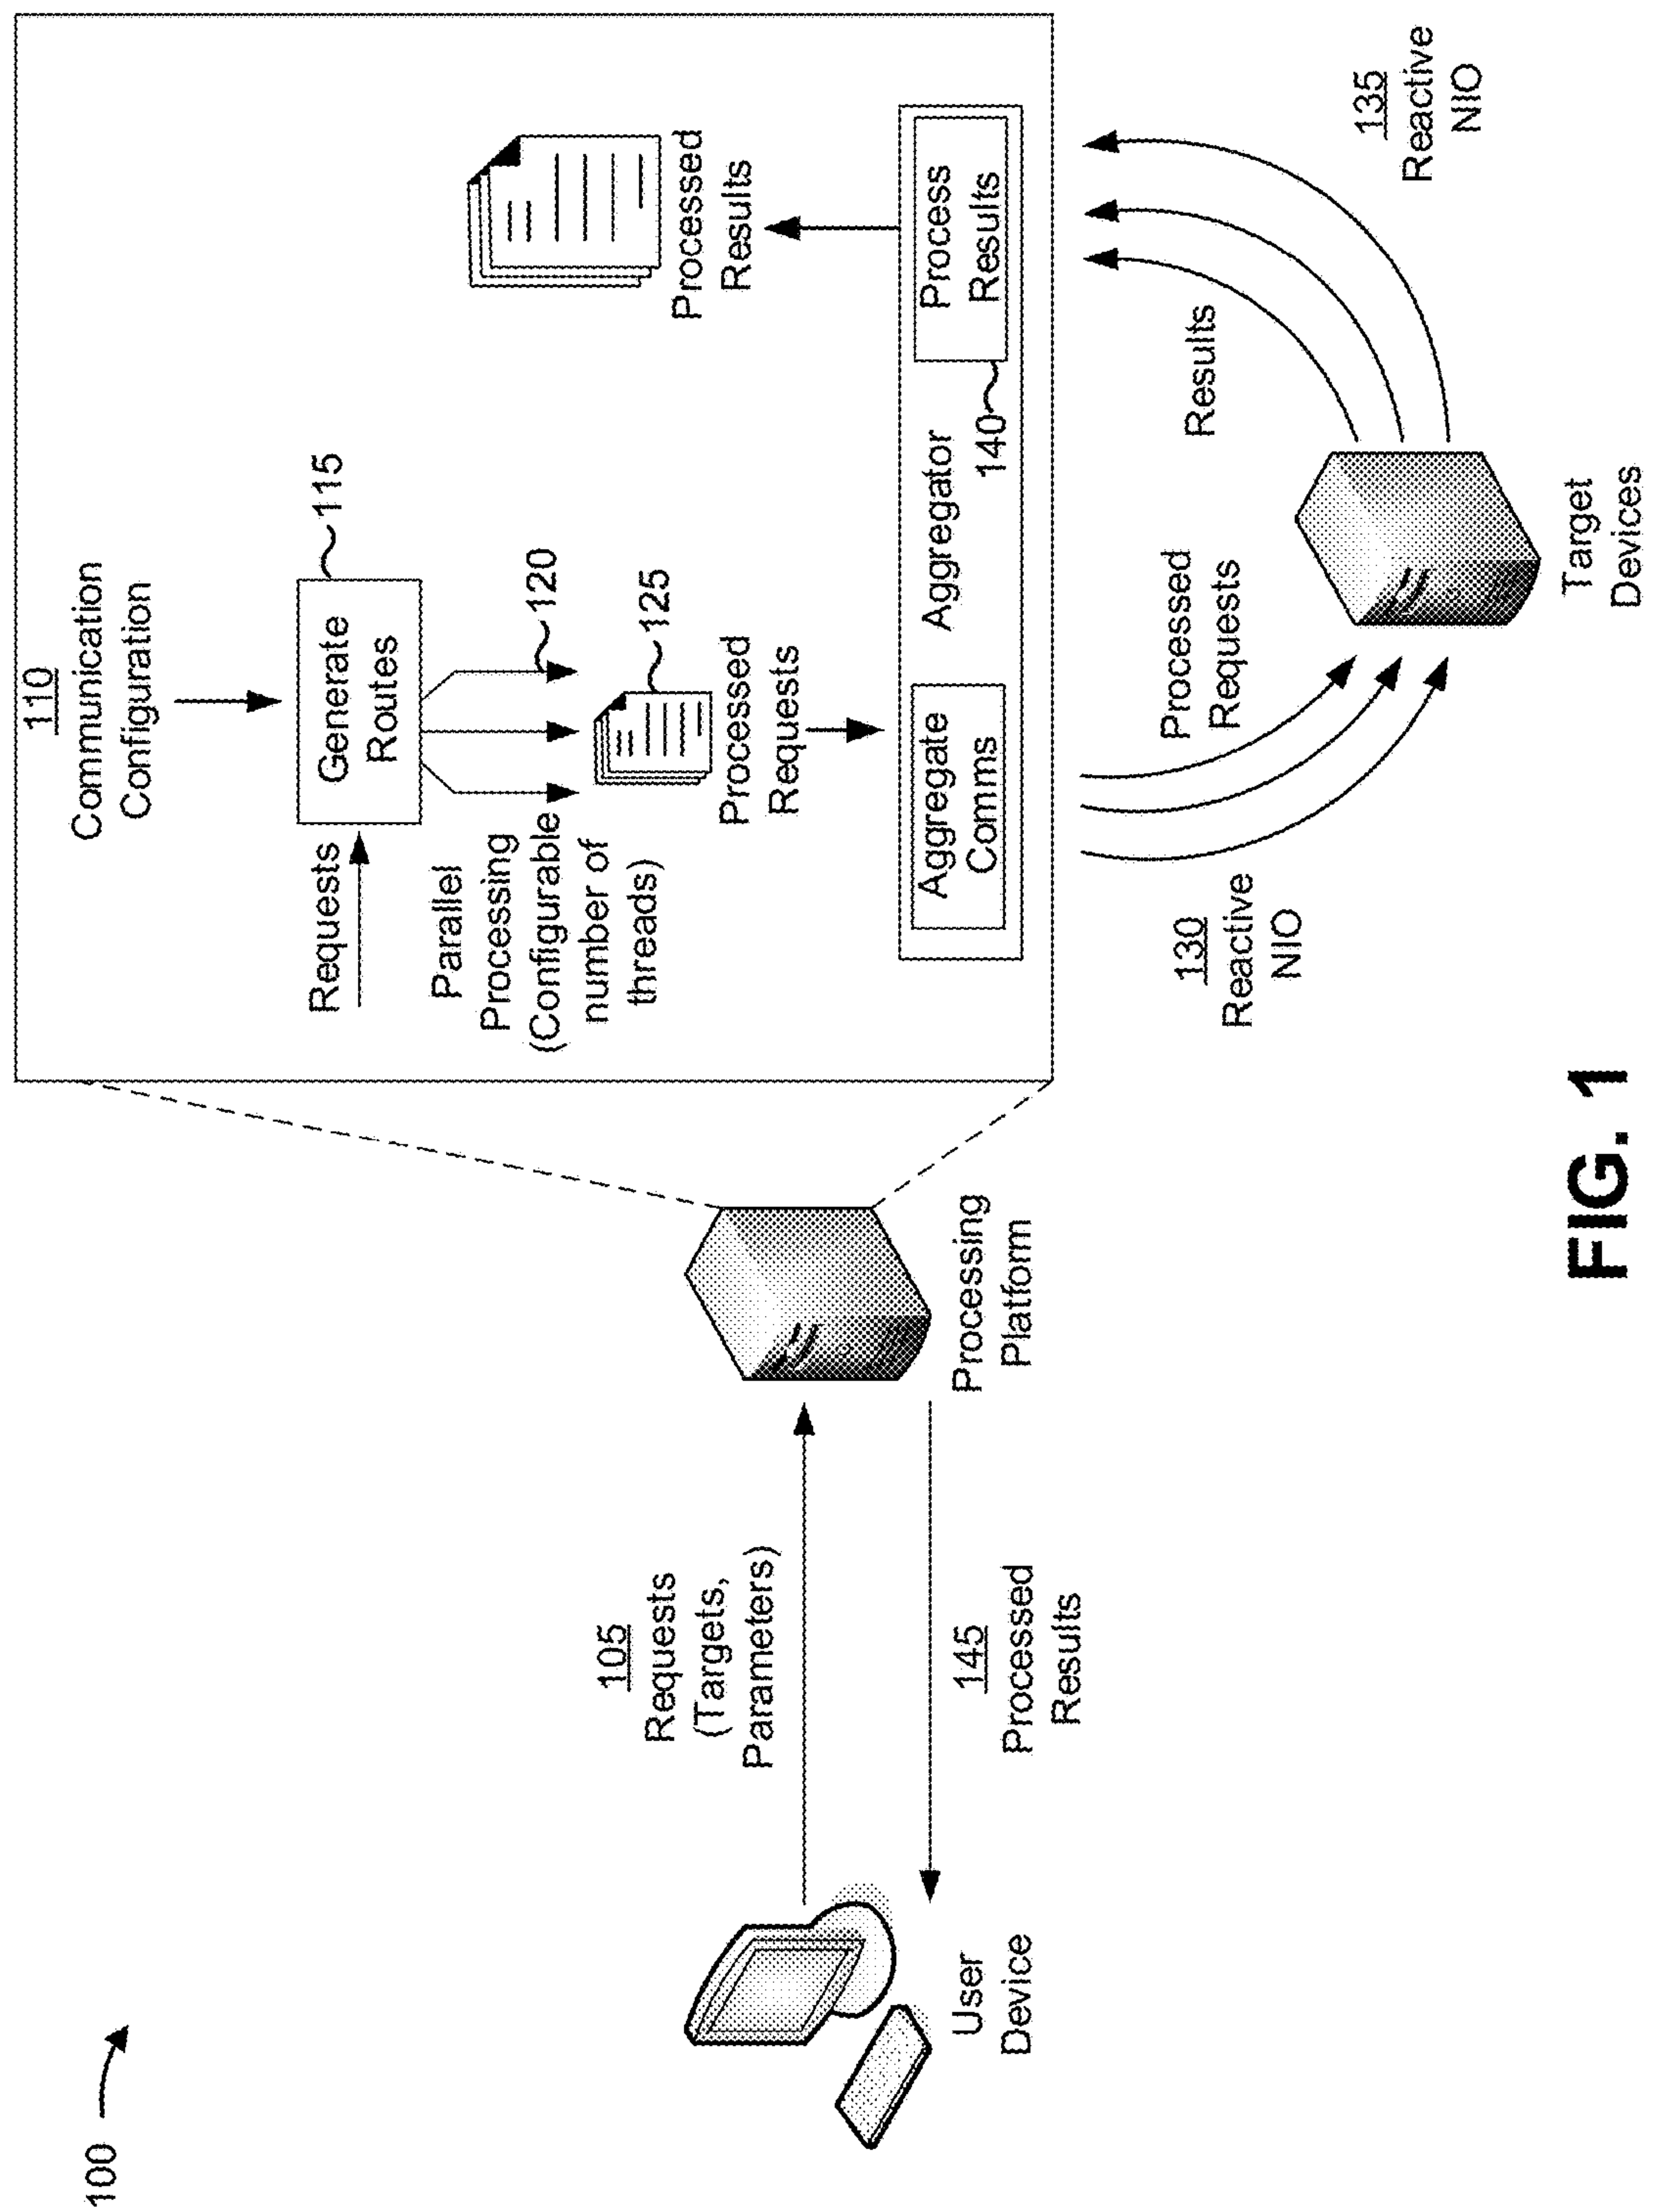 100
105
Requests
(Targets,
Parameters)
145
Processed
Results
User
Device
Processing
Platform
110
Communication
Configuration
Requests
Generate
Routes
115
Parallel
Processing
(Configurable
number of
threads)
120
125
Processed
Requests
Aggregate
Comms
Aggregator
140
Process
Results
Processed
Results
130
Reactive
NIO
Processed
Requests
Results
135
Reactive
NIO
Target
Devices
FIG. 1